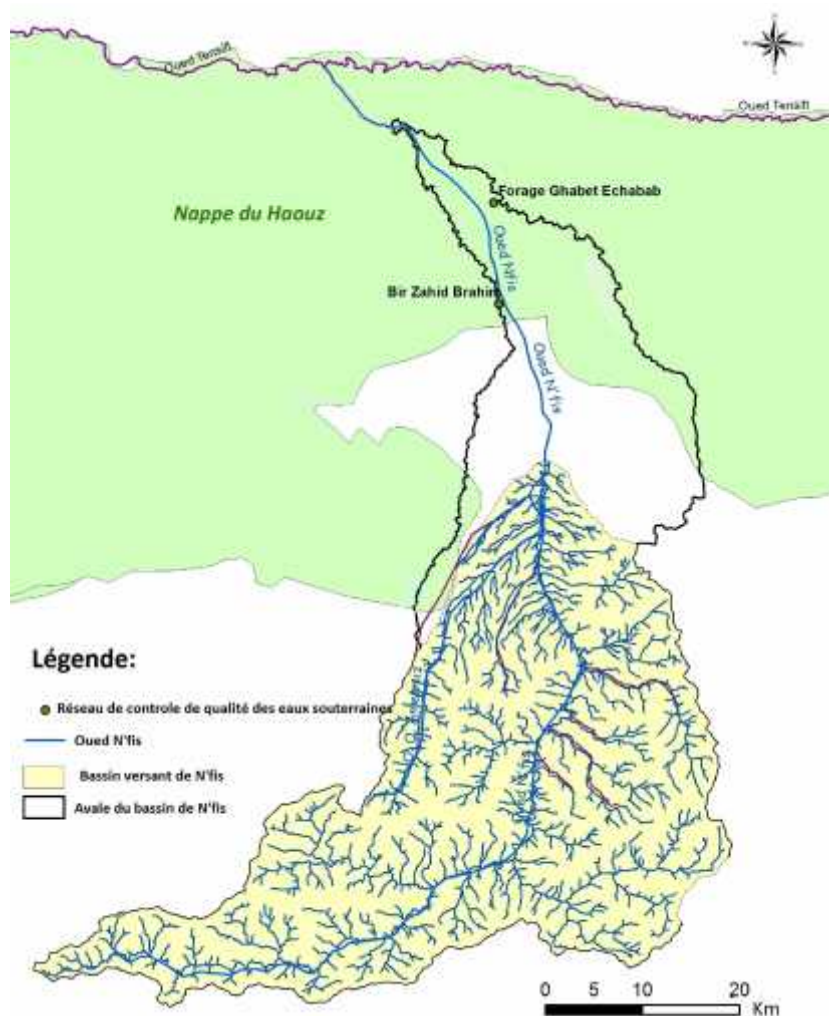 Oued Tensift
Oued Tensift
Forage Ghabet Echabab
Nappe du Haouz
Oued N'fis
Bir Zahid Brahim
Oued N'fis
Légende:
Réseau de controle de qualité des eaux souterraines
Oued N'fis
Bassin versant de N'fis
Avale du bassin de N'fis
Oued N'fis
0 5 10 20
Km